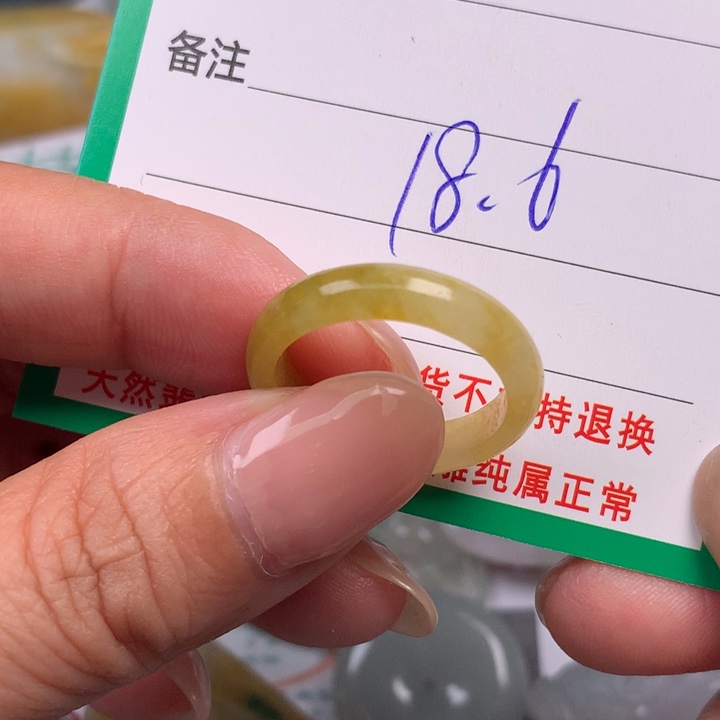 备注
18.6
天然翡 货不 持退换
纯属正常